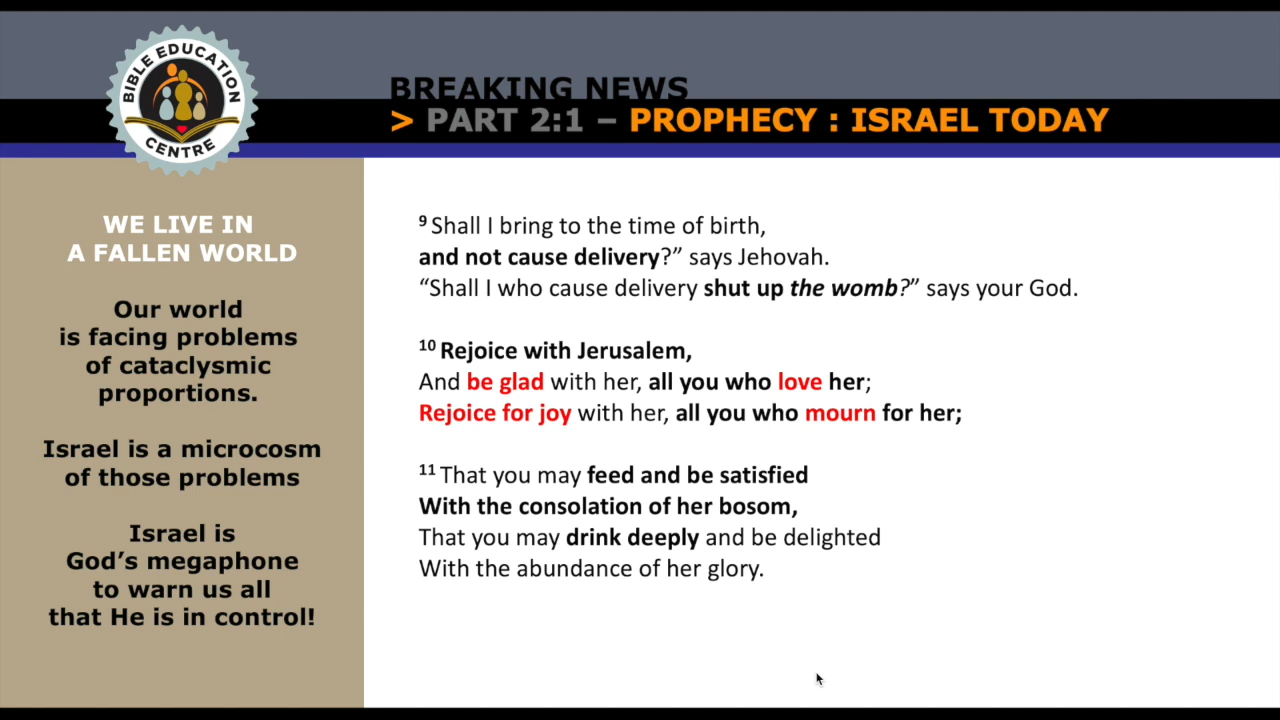 BIBLE EDUCATION
CENTRE
BREAKING NEWS
> PART 2:1 – PROPHECY : ISRAEL TODAY
WE LIVE IN
A FALLEN WORLD
Our world
is facing problems
of cataclysmic
proportions.
Israel is a microcosm
of those problems
Israel is
God’s megaphone
to warn us all
that He is in control!
9 Shall I bring to the time of birth,
and not cause delivery?” says Jehovah.
“Shall I who cause delivery shut up the womb?” says your God.
10 Rejoice with Jerusalem,
And be glad with her, all you who love her;
Rejoice for joy with her, all you who mourn for her;
11 That you may feed and be satisfied
With the consolation of her bosom,
That you may drink deeply and be delighted
With the abundance of her glory.